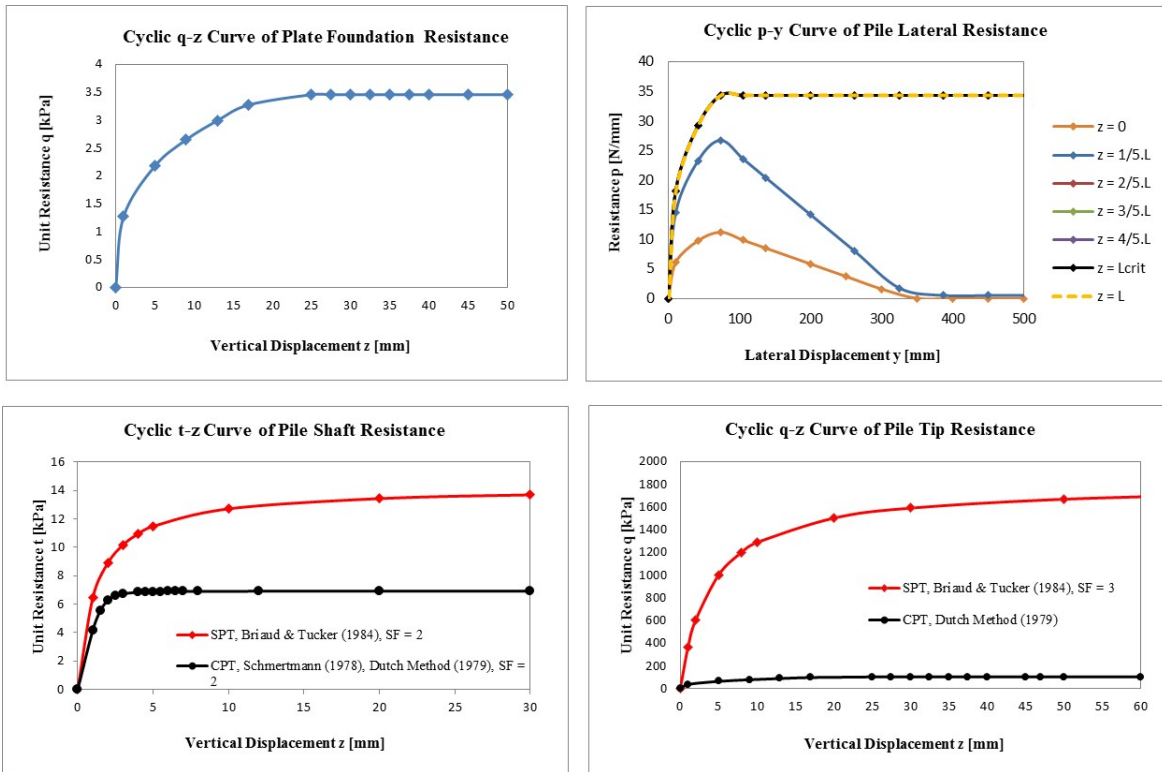 Cyclic q-z Curve of Plate Foundation Resistance
4
3.5
3
2.5
2
1.5
1
0.5
0
Unit Resistance q [kPa]
0 5 10 15 20 25 30 35 40 45 50
Vertical Displacement z [mm]
Cyclic p-y Curve of Pile Lateral Resistance
40
35
30
25
20
15
10
5
0
Resistance p [N/mm]
0 100 200 300 400 500
Lateral Displacement y [mm]
z = 0
z = 1/5.L
z = 2/5.L
z = 3/5.L
z = 4/5.L
z = Lcrit
z = L
Cyclic t-z Curve of Pile Shaft Resistance
16
14
12
10
8
6
4
2
0
Unit Resistance t [kPa]
SPT, Briaud & Tucker (1984), SF = 2
CPT, Schmertmann (1978), Dutch Method (1979), SF =
2
0 5 10 15 20 25 30
Vertical Displacement z [mm]
Cyclic q-z Curve of Pile Tip Resistance
2000
1800
1600
1400
1200
1000
800
600
400
200
0
Unit Resistance q [kPa]
SPT, Briaud & Tucker (1984), SF = 3
CPT, Dutch Method (1979)
0 5 10 15 20 25 30 35 40 45 50 55 60
Vertical Displacement z [mm]